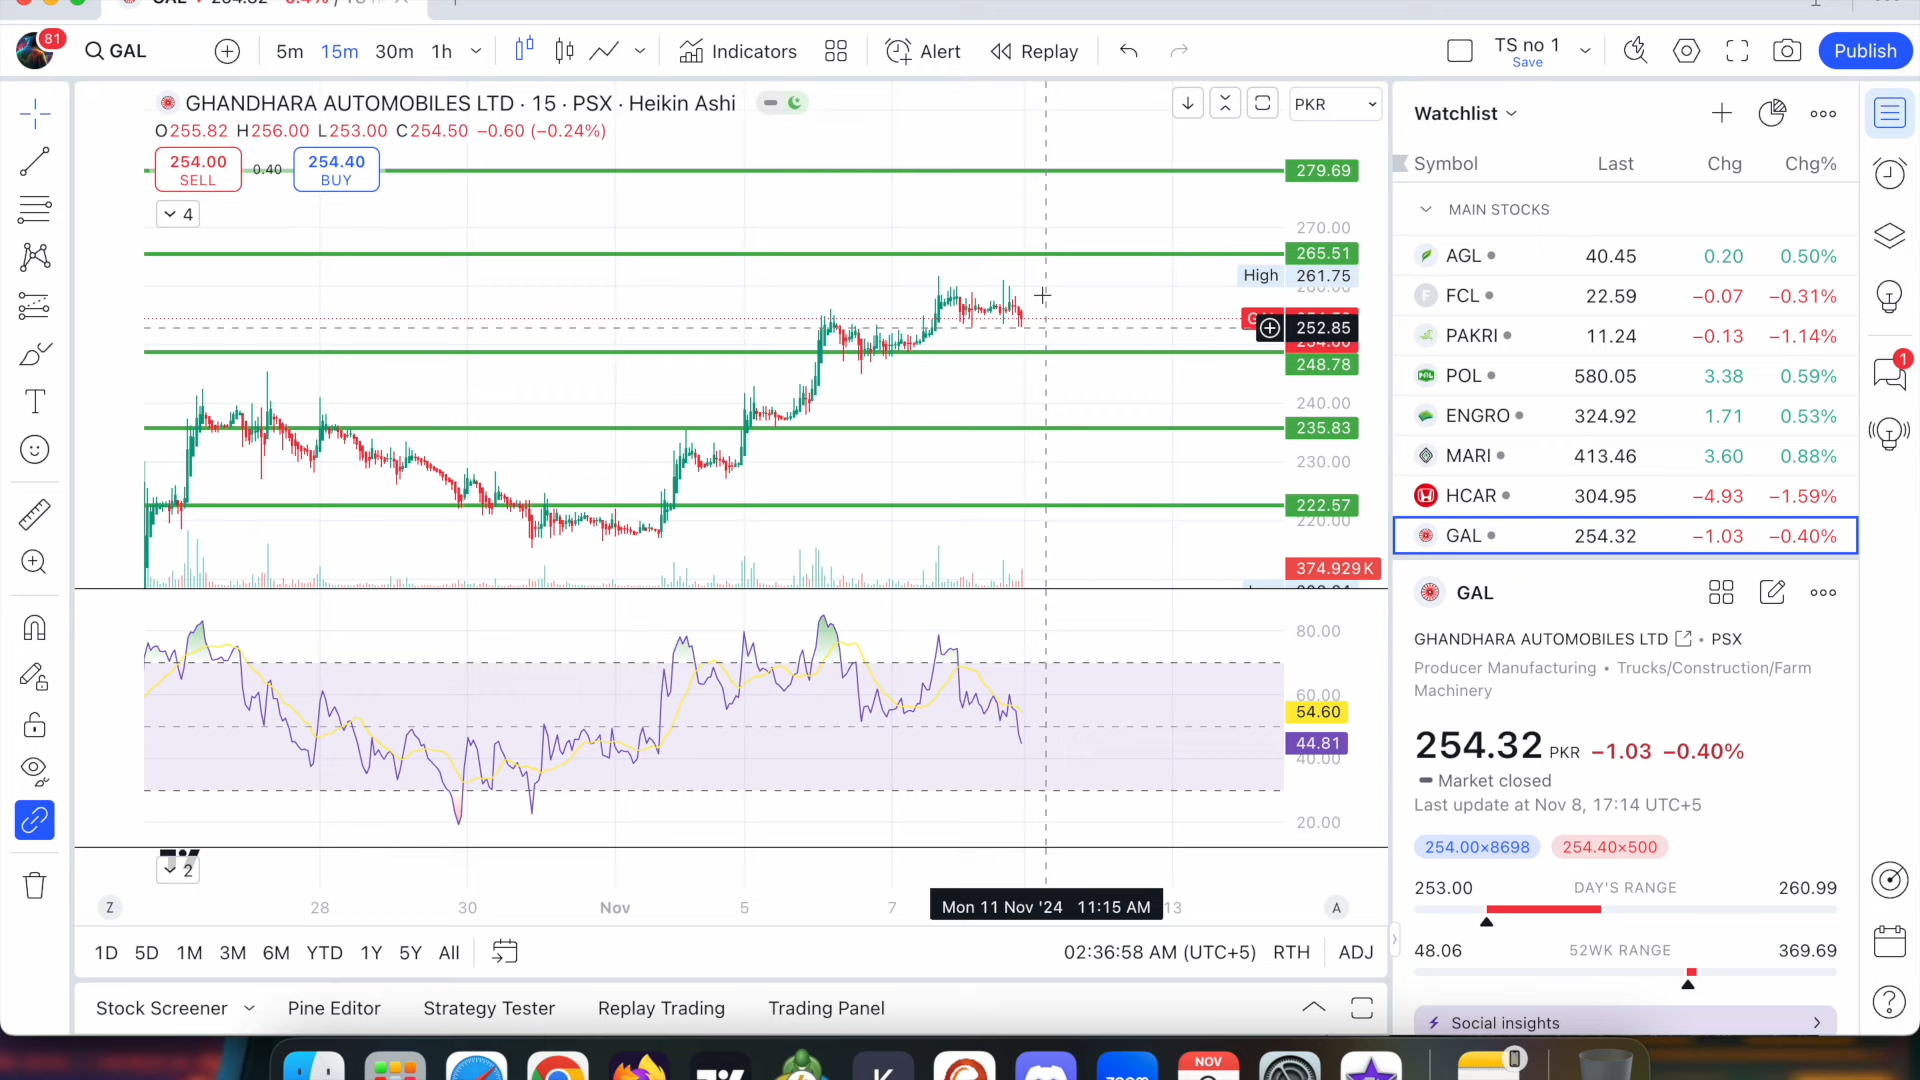 81
GAL
5m 15m 30m 1h
Indicators
Alert
Replay
TS no 1
Save
Publish
GHANDHARA AUTOMOBILES LTD · 15 · PSX · Heikin Ashi
O255.82 H256.00 L253.00 C254.50 −0.60 (−0.24%)
254.00
SELL
0.40
254.40
BUY
4
PKR
279.69
270.00
265.51
High 261.75
252.85
248.78
240.00
235.83
230.00
222.57
220.00
374.929K
80.00
60.00
54.60
44.81
40.00
20.00
2
Z
28 30 Nov 5 7 Mon 11 Nov '24 11:15 AM 13
A
1D 5D 1M 3M 6M YTD 1Y 5Y All
02:36:58 AM (UTC+5) RTH ADJ
Stock Screener Pine Editor Strategy Tester Replay Trading Trading Panel
Watchlist
Symbol Last Chg Chg%
MAIN STOCKS
AGL 40.45 0.20 0.50%
FCL 22.59 −0.07 −0.31%
PAKRI 11.24 −0.13 −1.14%
POL 580.05 3.38 0.59%
ENGRO 324.92 1.71 0.53%
MARI 413.46 3.60 0.88%
HCAR 304.95 −4.93 −1.59%
GAL 254.32 −1.03 −0.40%
GAL
GHANDHARA AUTOMOBILES LTD • PSX
Producer Manufacturing • Trucks/Construction/Farm
Machinery
254.32 PKR −1.03 −0.40%
Market closed
Last update at Nov 8, 17:14 UTC+5
254.00×8698 254.40×500
253.00 DAY'S RANGE 260.99
48.06 52WK RANGE 369.69
Social insights
1
NOV
zoom